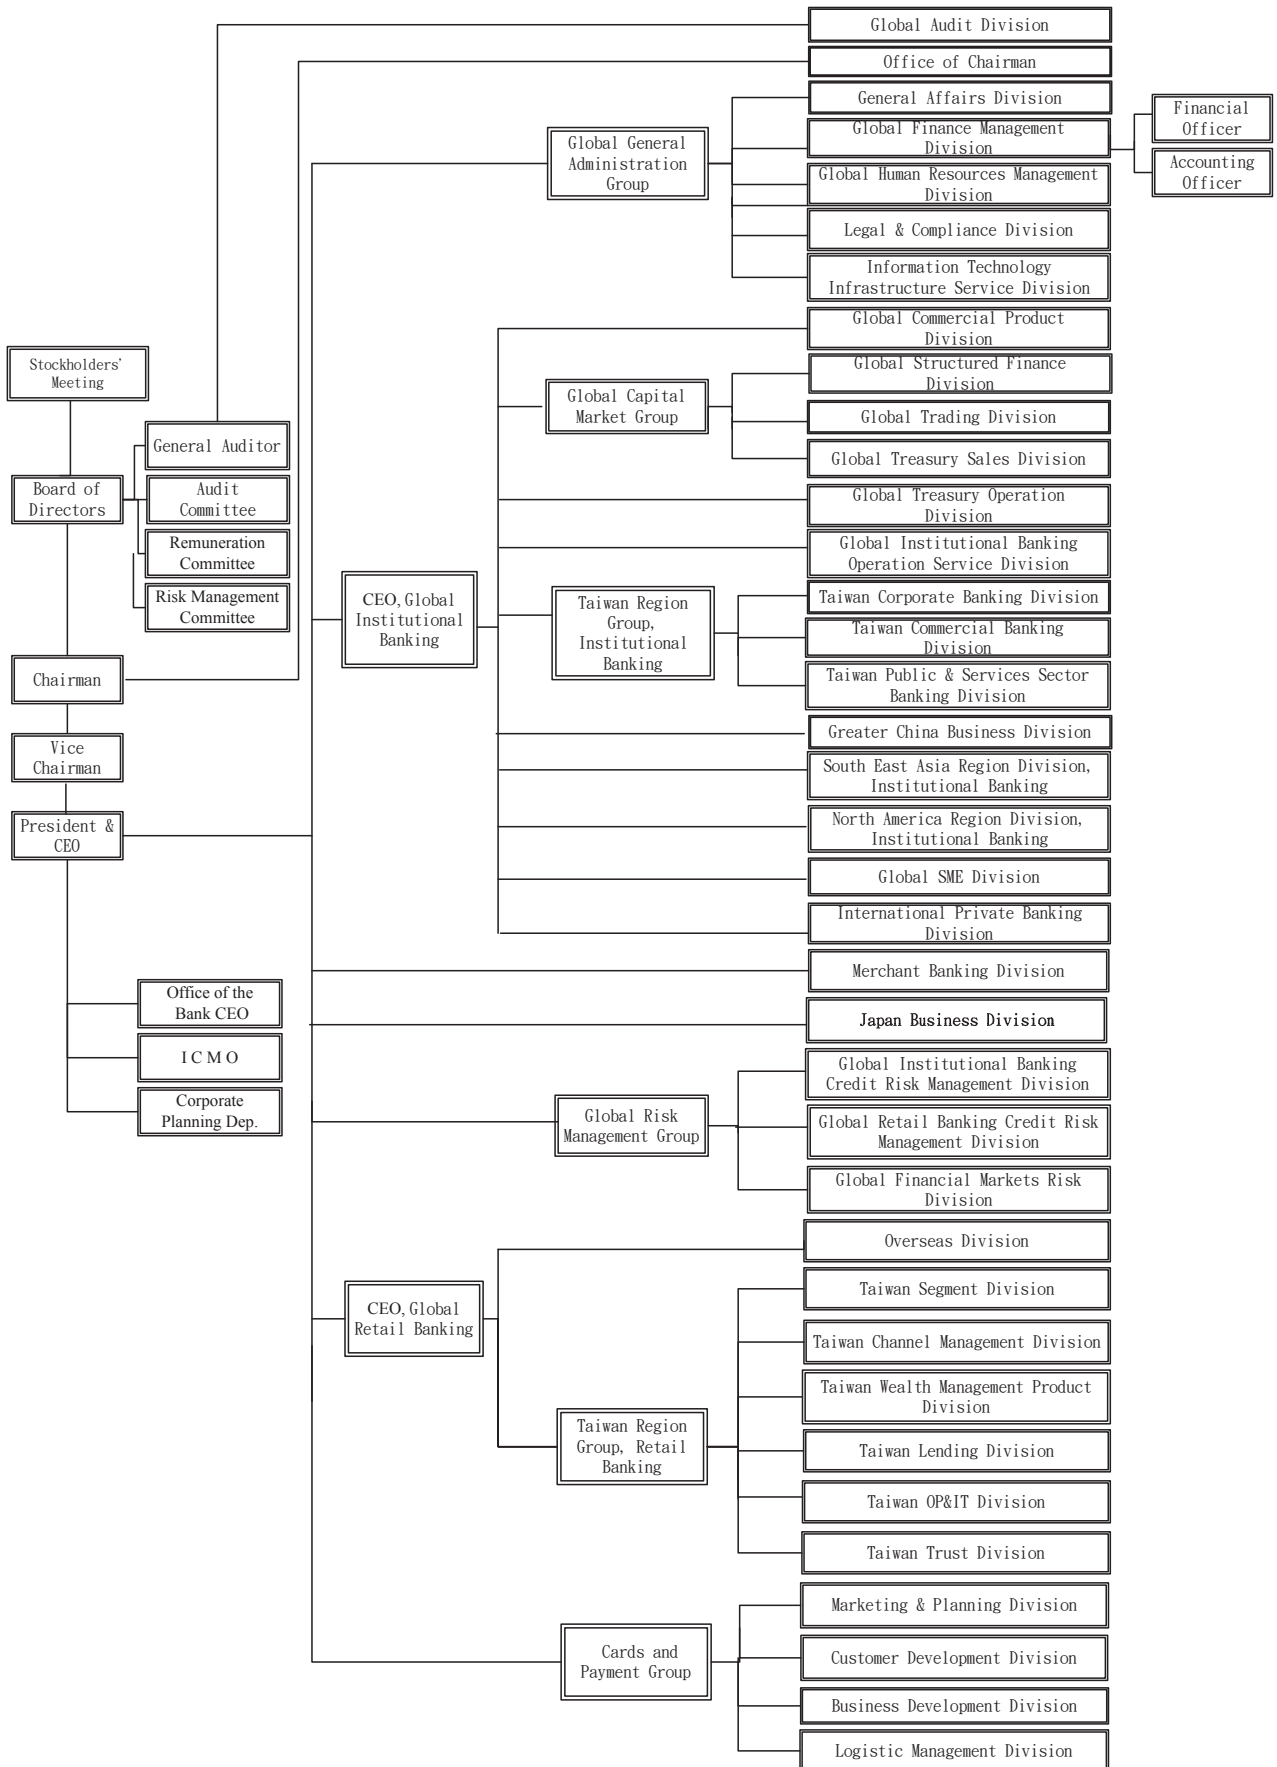 Global Audit Division
Office of Chairman
General Affairs Division
Global Finance Management
Division
Financial
Officer
Accounting
Officer
Global General
Administration
Group
Global Human Resources Management
Division
Legal & Compliance Division
Information Technology
Infrastructure Service Division
Global Commercial Product
Division
Stockholders'
Meeting
Global Capital
Market Group
Global Structured Finance
Division
Global Trading Division
Global Treasury Sales Division
General Auditor
Board of
Directors
Audit
Committee
Remuneration
Committee
Risk Management
Committee
Global Treasury Operation
Division
Global Institutional Banking
Operation Service Division
CEO, Global
Institutional
Banking
Taiwan Region
Group,
Institutional
Banking
Taiwan Corporate Banking Division
Taiwan Commercial Banking
Division
Taiwan Public & Services Sector
Banking Division
Chairman
Vice
Chairman
President &
CEO
Greater China Business Division
South East Asia Region Division,
Institutional Banking
North America Region Division,
Institutional Banking
Global SME Division
International Private Banking
Division
Merchant Banking Division
Office of the
Bank CEO
I C M O
Corporate
Planning Dep.
Japan Business Division
Global Risk
Management Group
Global Institutional Banking
Credit Risk Management Division
Global Retail Banking Credit Risk
Management Division
Global Financial Markets Risk
Division
CEO, Global
Retail Banking
Overseas Division
Taiwan Region
Group, Retail
Banking
Taiwan Segment Division
Taiwan Channel Management Division
Taiwan Wealth Management Product
Division
Taiwan Lending Division
Taiwan OP&IT Division
Taiwan Trust Division
Cards and
Payment Group
Marketing & Planning Division
Customer Development Division
Business Development Division
Logistic Management Division